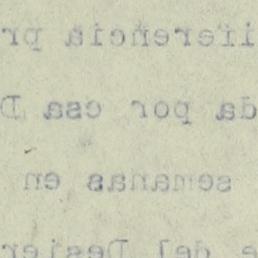 iferencia pr
da por esa D
semanas en
e del Desier